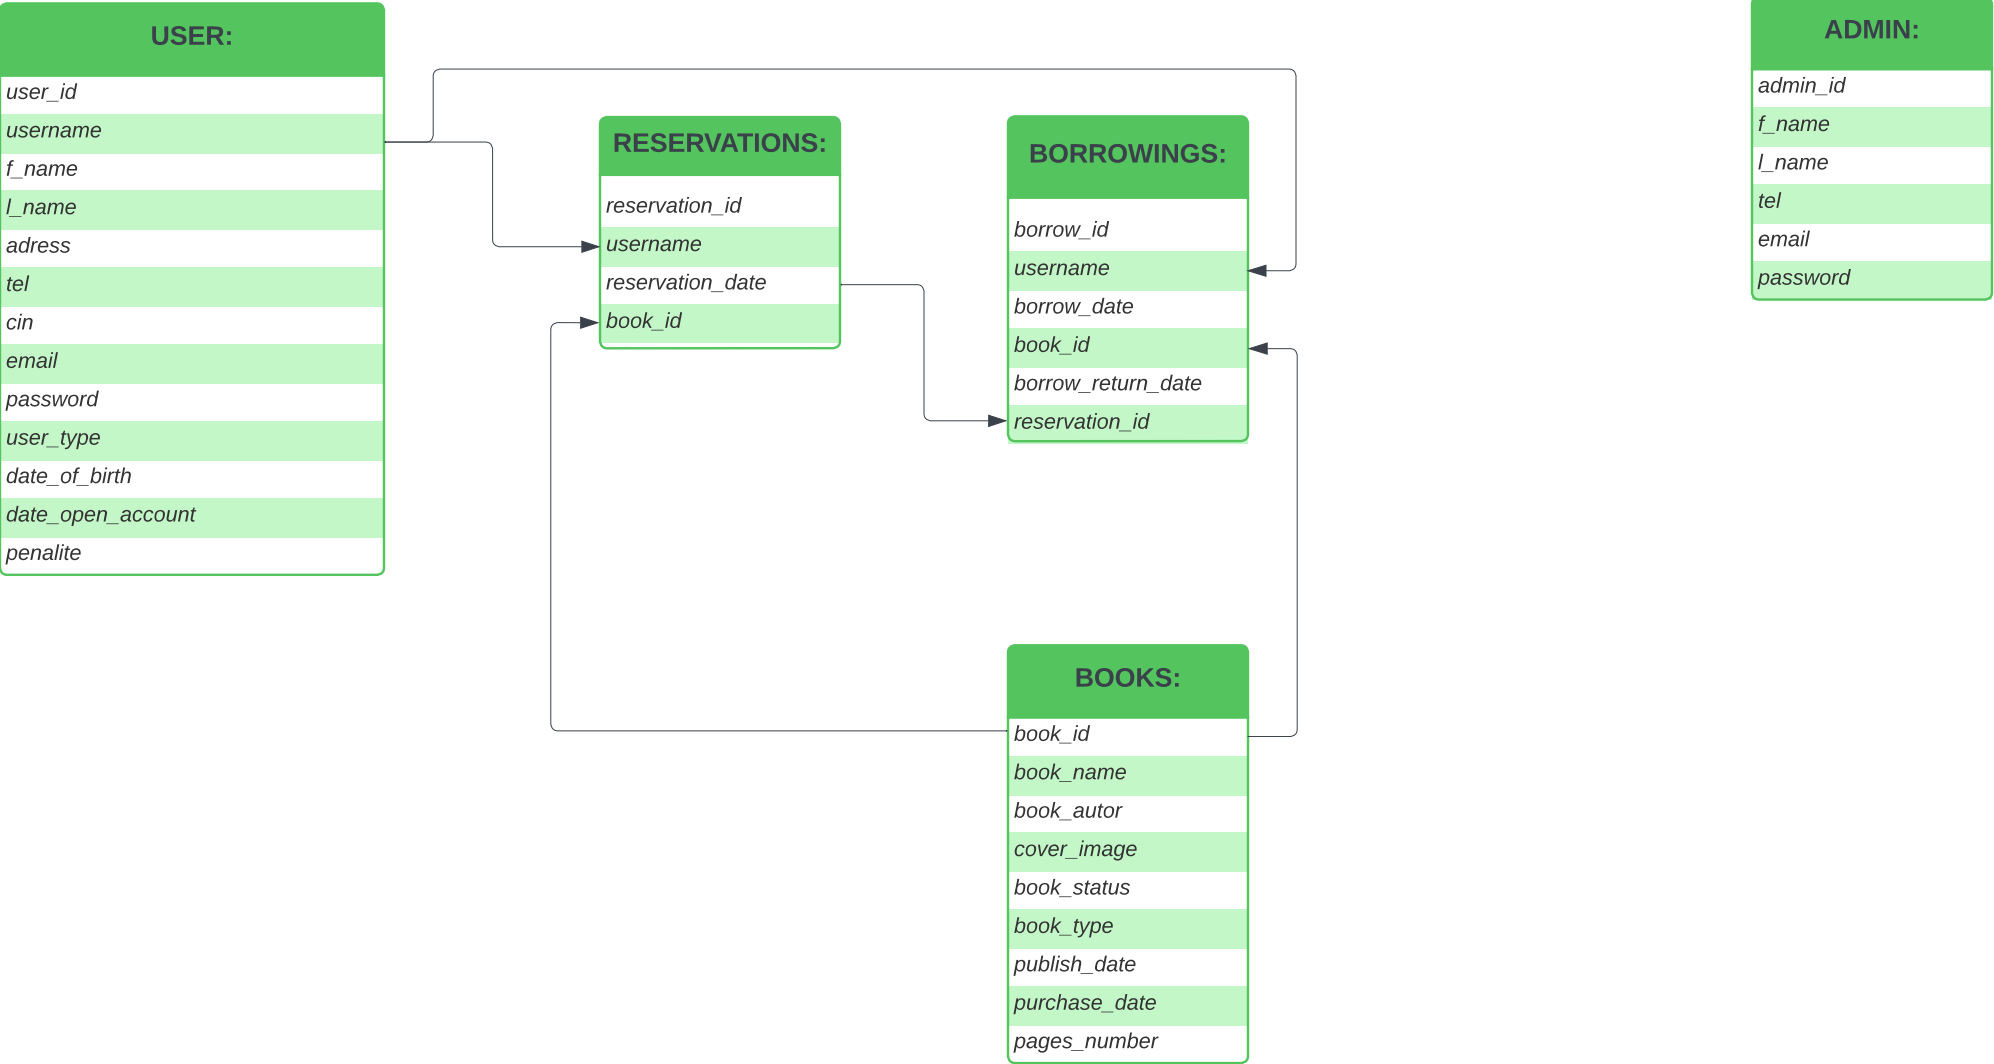 USER:
user_id
username
f_name
l_name
adress
tel
cin
email
password
user_type
date_of_birth
date_open_account
penalite
RESERVATIONS:
reservation_id
username
reservation_date
book_id
BORROWINGS:
borrow_id
username
borrow_date
book_id
borrow_return_date
reservation_id
ADMIN:
admin_id
f_name
l_name
tel
email
password
BOOKS:
book_id
book_name
book_autor
cover_image
book_status
book_type
publish_date
purchase_date
pages_number